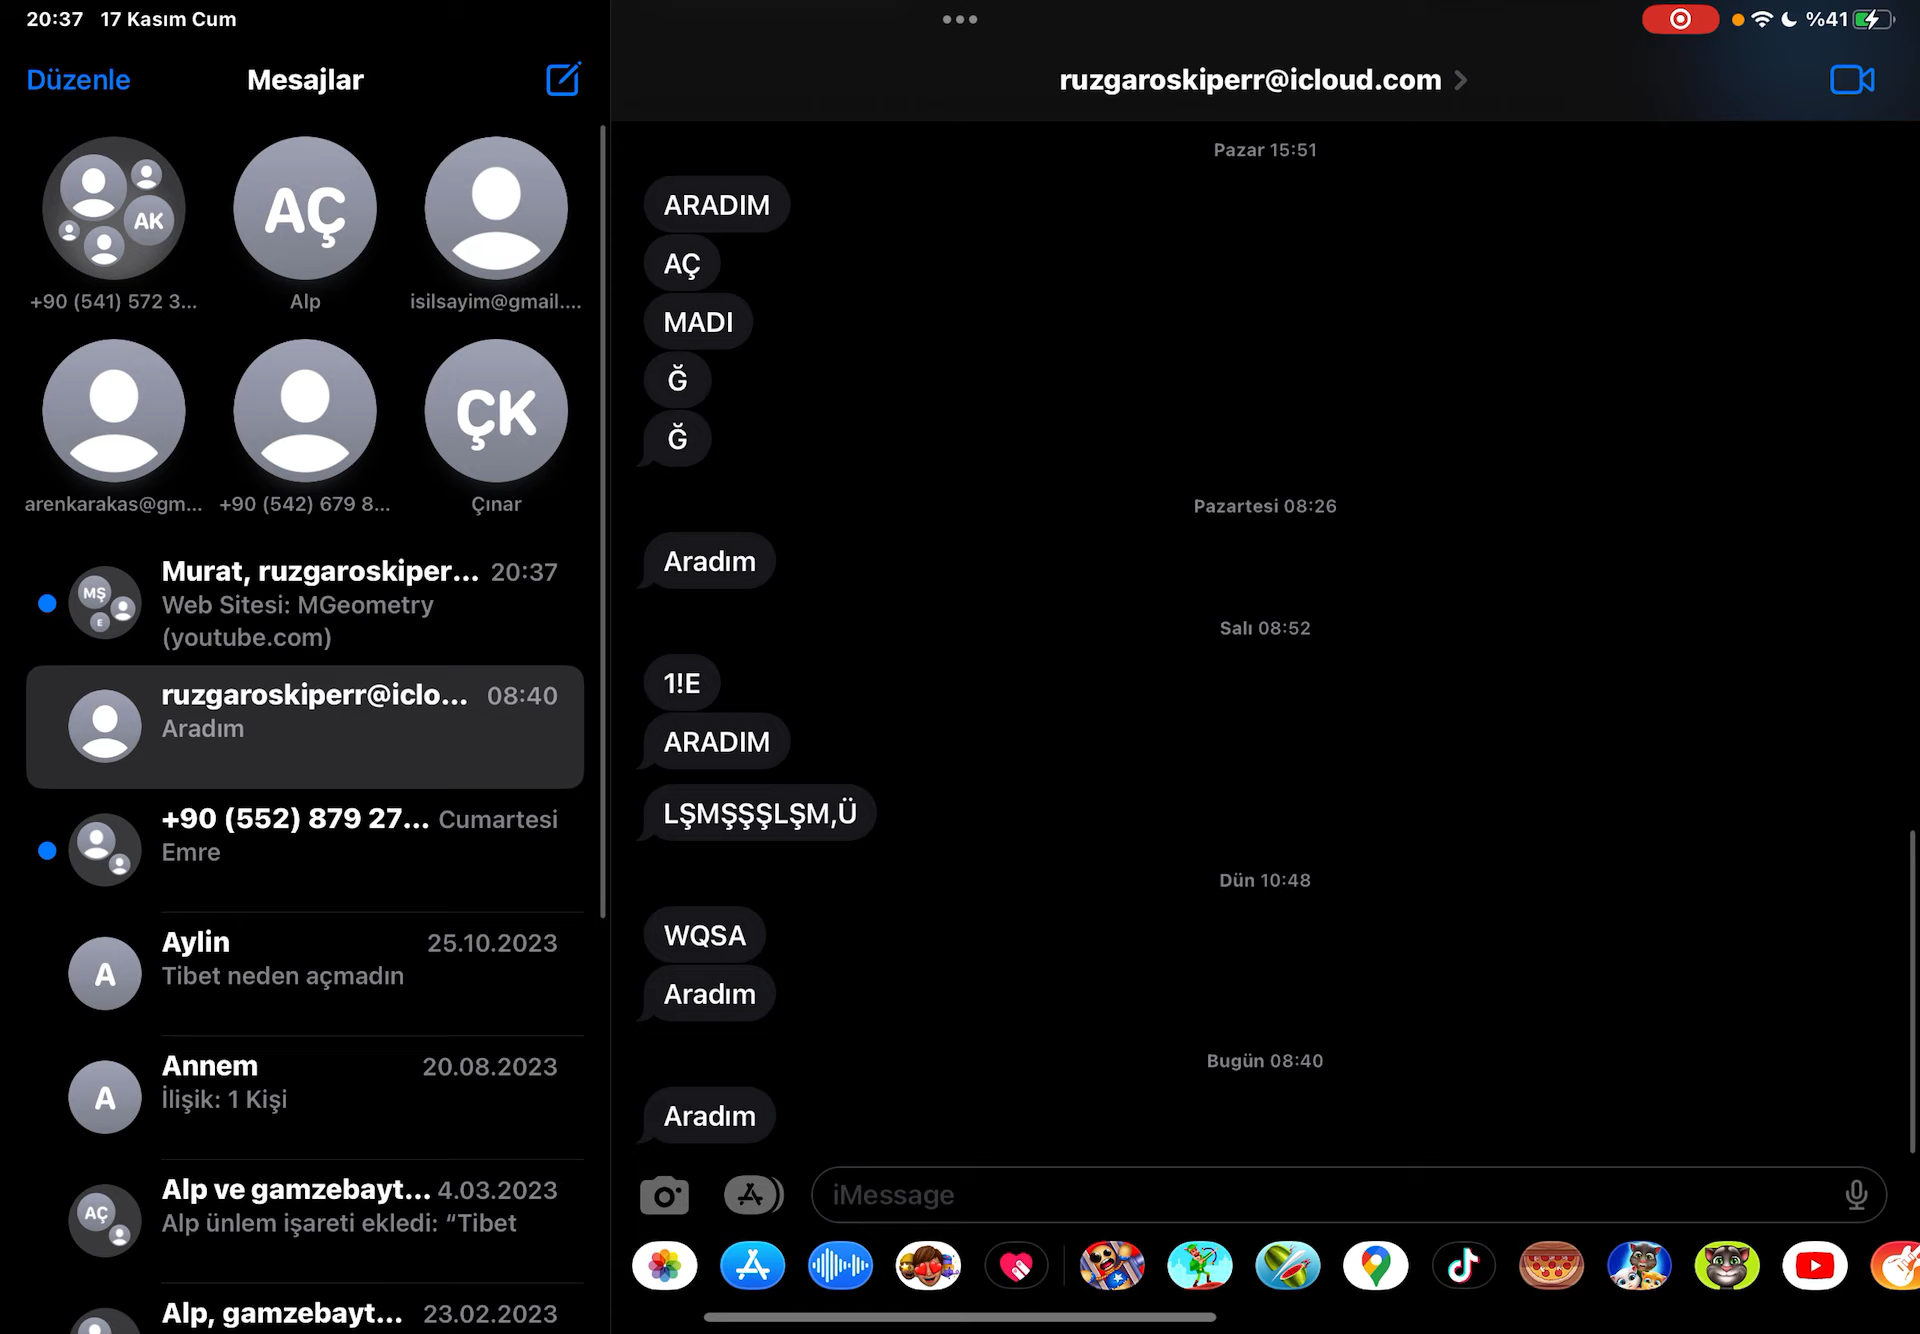 20:37 17 Kasım Cum
%41
Düzenle
Mesajlar
AK
+90 (541) 572 3...
AÇ
Alp
isilsayim@gmail....
arenkarakas@gm...
+90 (542) 679 8...
ÇK
Çınar
MŞ
E
Murat, ruzgaroskiper... 20:37
Web Sitesi: MGeometry
(youtube.com)
ruzgaroskiperr@iclo... 08:40
Aradım
+90 (552) 879 27... Cumartesi
Emre
A
Aylin 25.10.2023
Tibet neden açmadın
A
Annem 20.08.2023
İlişik: 1 Kişi
AÇ
Alp ve gamzebayt... 4.03.2023
Alp ünlem işareti ekledi: “Tibet
Alp, gamzebayt... 23.02.2023
ruzgaroskiperr@icloud.com
Pazar 15:51
ARADIM
AÇ
MADI
Ğ
Ğ
Pazartesi 08:26
Aradım
Salı 08:52
1!E
ARADIM
LŞMŞŞŞLŞM,Ü
Dün 10:48
WQSA
Aradım
Bugün 08:40
Aradım
iMessage